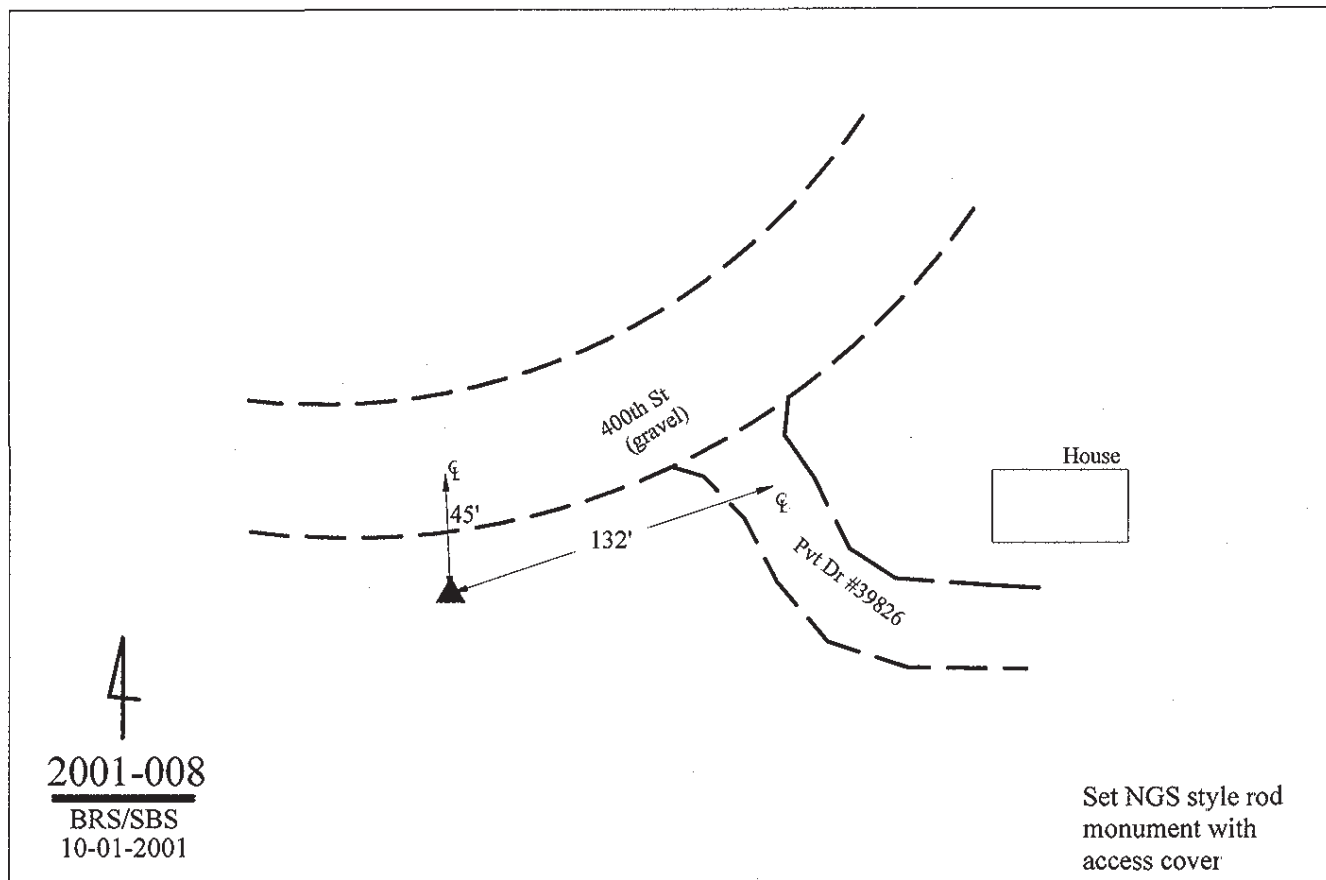 400th St
(gravel)
℄
45'
132'
℄
House
Pvt Dr #39826
2001-008
BRS/SBS
10-01-2001
Set NGS style rod
monument with
access cover